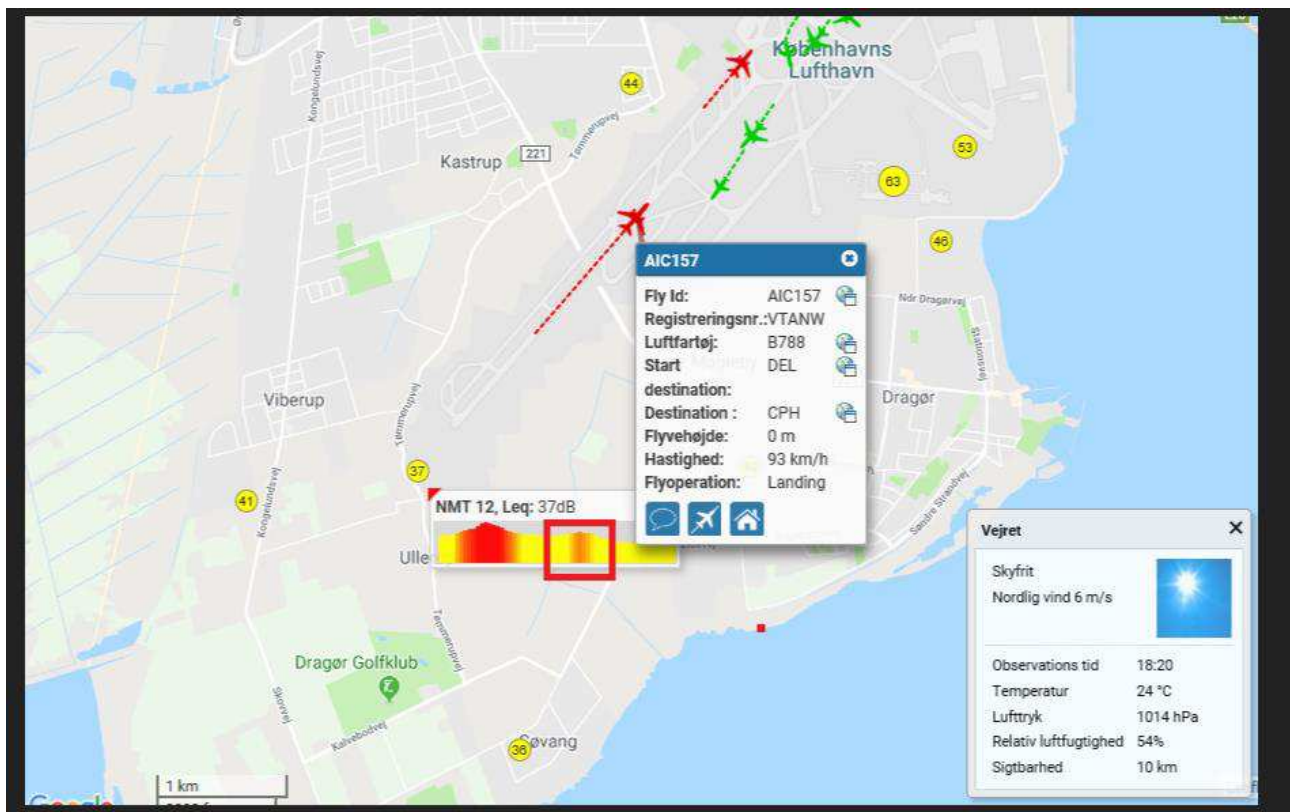 Københavns
Lufthavn
44
Kongelundsvej
Tømmerupvej
Kastrup
221
53
63
46
AIC157
Fly Id: AIC157
Registreringsnr.:VTANW
Luftfartøj: B788
Start DEL
destination:
Destination : CPH
Flyvehøjde: 0 m
Hastighed: 93 km/h
Flyoperation: Landing
Ndr Dragørvej
Stationsvej
Dragør
Viberup
Tømmerupvej
37
41
Kongelundsvej
NMT 12, Leq: 37dB
Ulle
Søndre Strandvej
Tømmerupvej
Dragør Golfklub
Skovvej
Kalvebodvej
36
Søvang
1 km
Google
Vejret
Skyfrit
Nordlig vind 6 m/s
Observations tid 18:20
Temperatur 24 °C
Lufttryk 1014 hPa
Relativ luftfugtighed 54%
Sigtbarhed 10 km